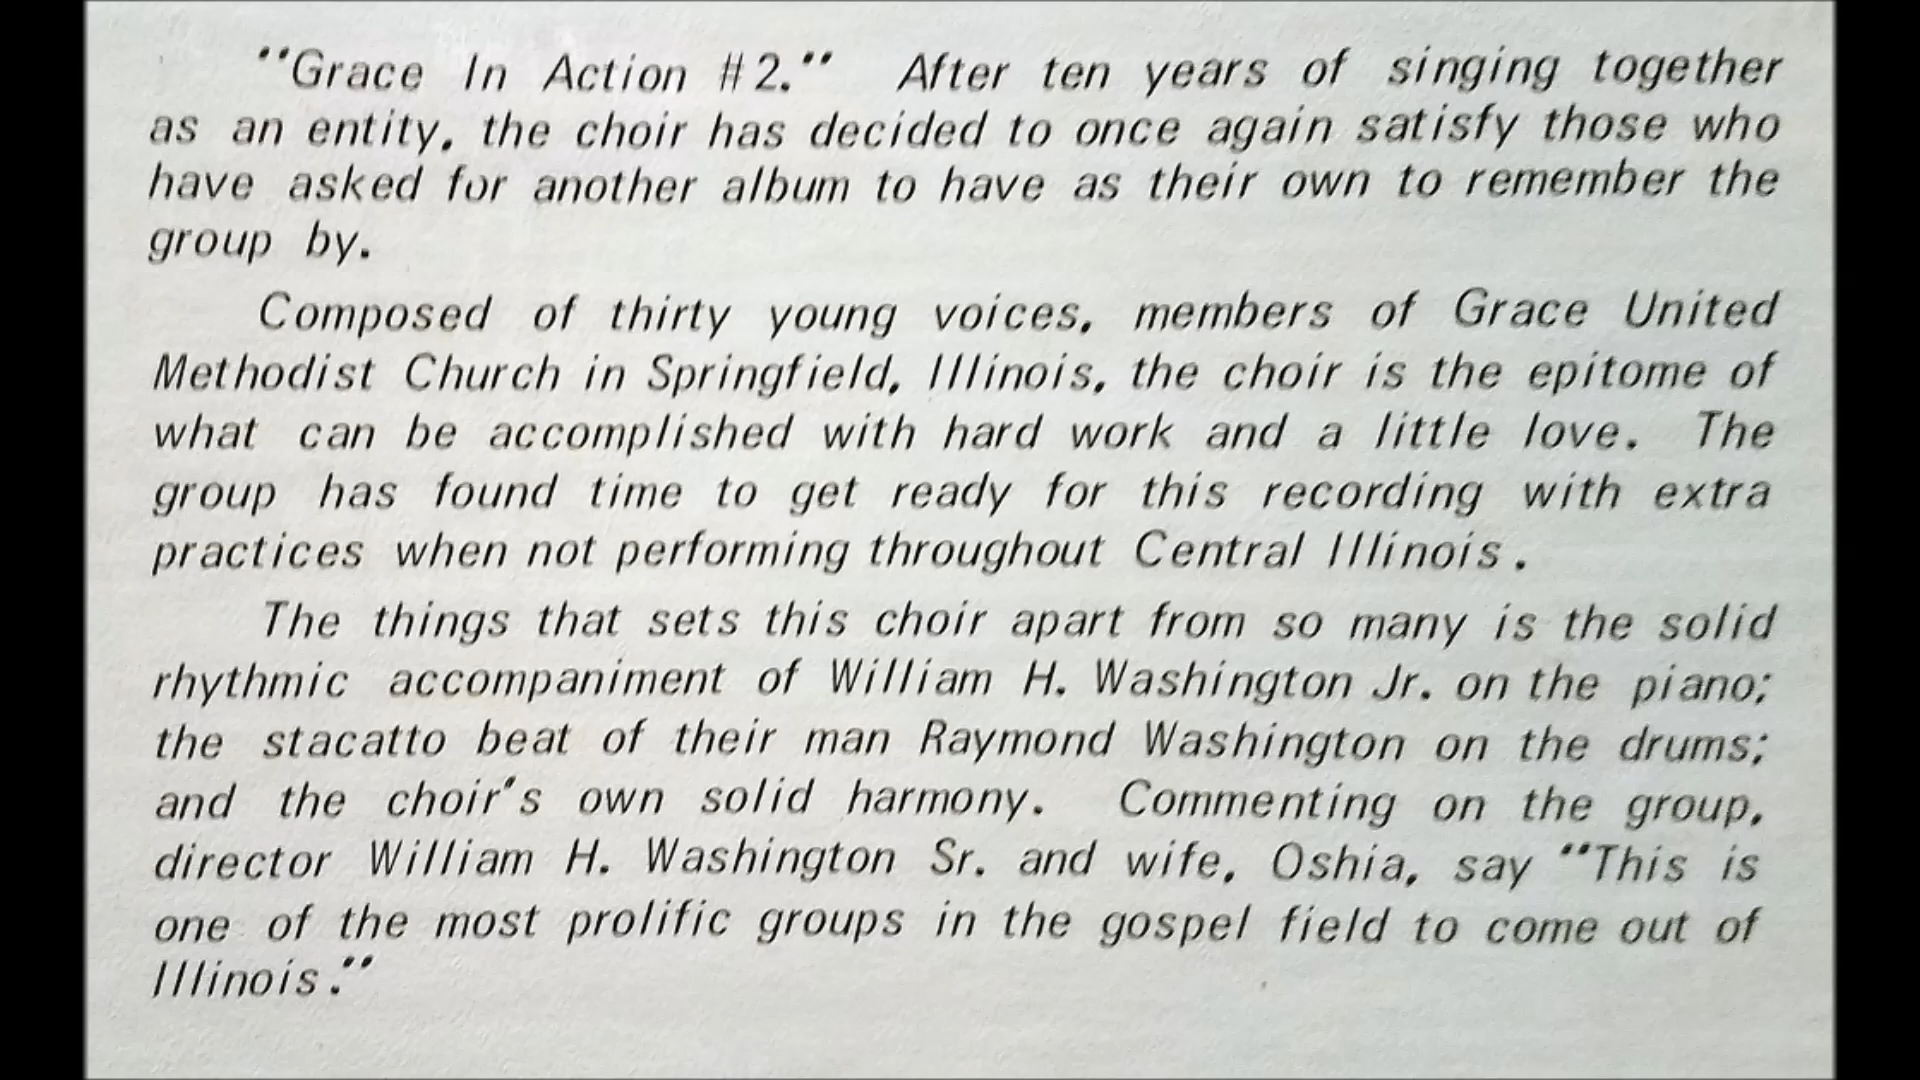 "Grace In Action #2." After ten years of singing together
as an entity, the choir has decided to once again satisfy those who
have asked for another album to have as their own to remember the
group by.
Composed of thirty young voices, members of Grace United
Methodist Church in Springfield, Illinois, the choir is the epitome of
what can be accomplished with hard work and a little love. The
group has found time to get ready for this recording with extra
practices when not performing throughout Central Illinois.
The things that sets this choir apart from so many is the solid
rhythmic accompaniment of William H. Washington Jr. on the piano;
the stacatto beat of their man Raymond Washington on the drums;
and the choir's own solid harmony. Commenting on the group,
director William H. Washington Sr. and wife, Oshia, say "This is
one of the most prolific groups in the gospel field to come out of
Illinois."